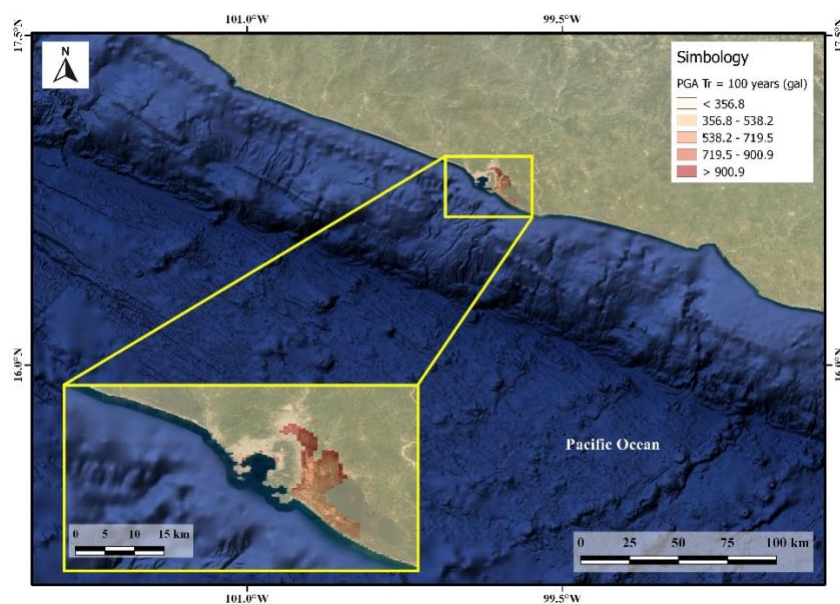 101.0°W 99.5°W
17.5°N 17.5°N
N
Simbology
PGA Tr = 100 years (gal)
< 356.8
356.8 - 538.2
538.2 - 719.5
719.5 - 900.9
> 900.9
16.0°N 16.0°N
Pacific Ocean
0 5 10 15 km
0 25 50 75 100 km
101.0°W 99.5°W